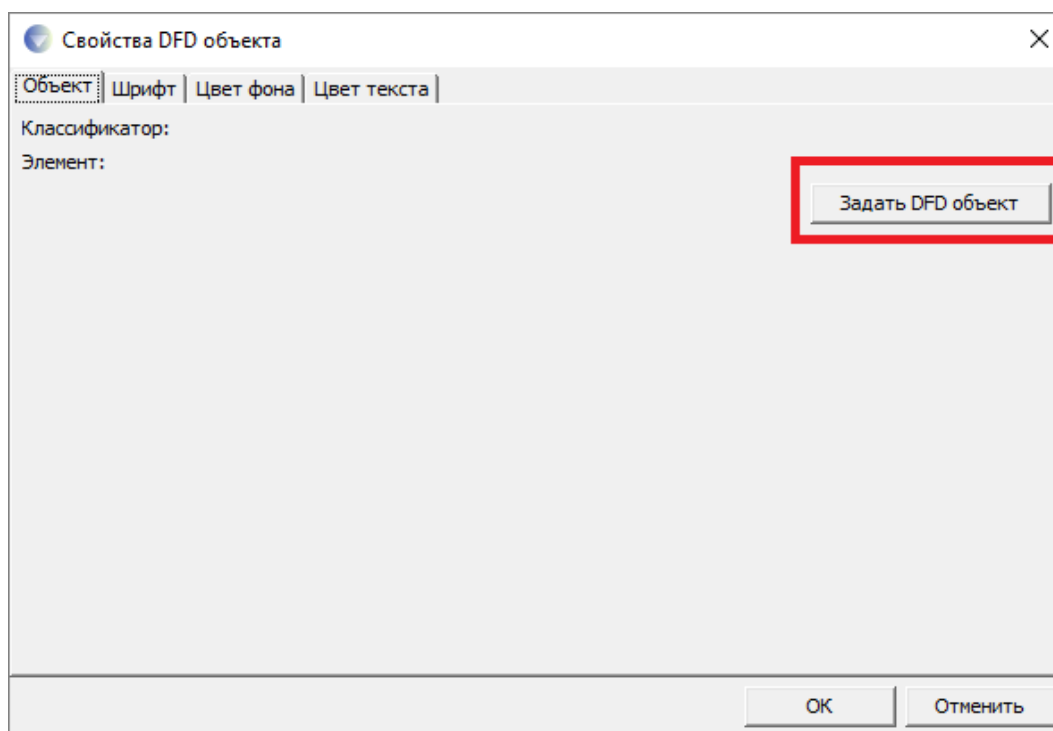 Свойства DFD объекта
Объект Шрифт Цвет фона Цвет текста
Классификатор:
Элемент:
Задать DFD объект
OK Отменить